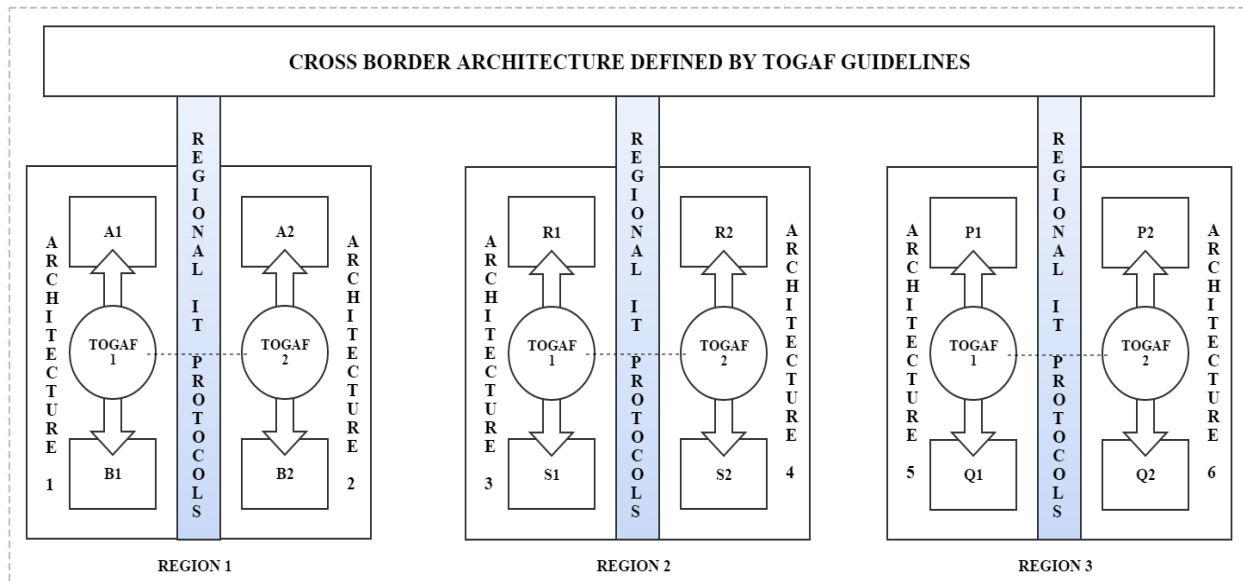 CROSS BORDER ARCHITECTURE DEFINED BY TOGAF GUIDELINES
ARCHITECTURE 1
A1
TOGAF
1
B1
REGIONAL IT PROTOCOLS
A2
TOGAF
2
B2
ARCHITECTURE 2
REGION 1
ARCHITECTURE 3
R1
TOGAF
1
S1
REGIONAL IT PROTOCOLS
R2
TOGAF
2
S2
ARCHITECTURE 4
REGION 2
ARCHITECTURE 5
P1
TOGAF
1
Q1
REGIONAL IT PROTOCOLS
P2
TOGAF
2
Q2
ARCHITECTURE 6
REGION 3